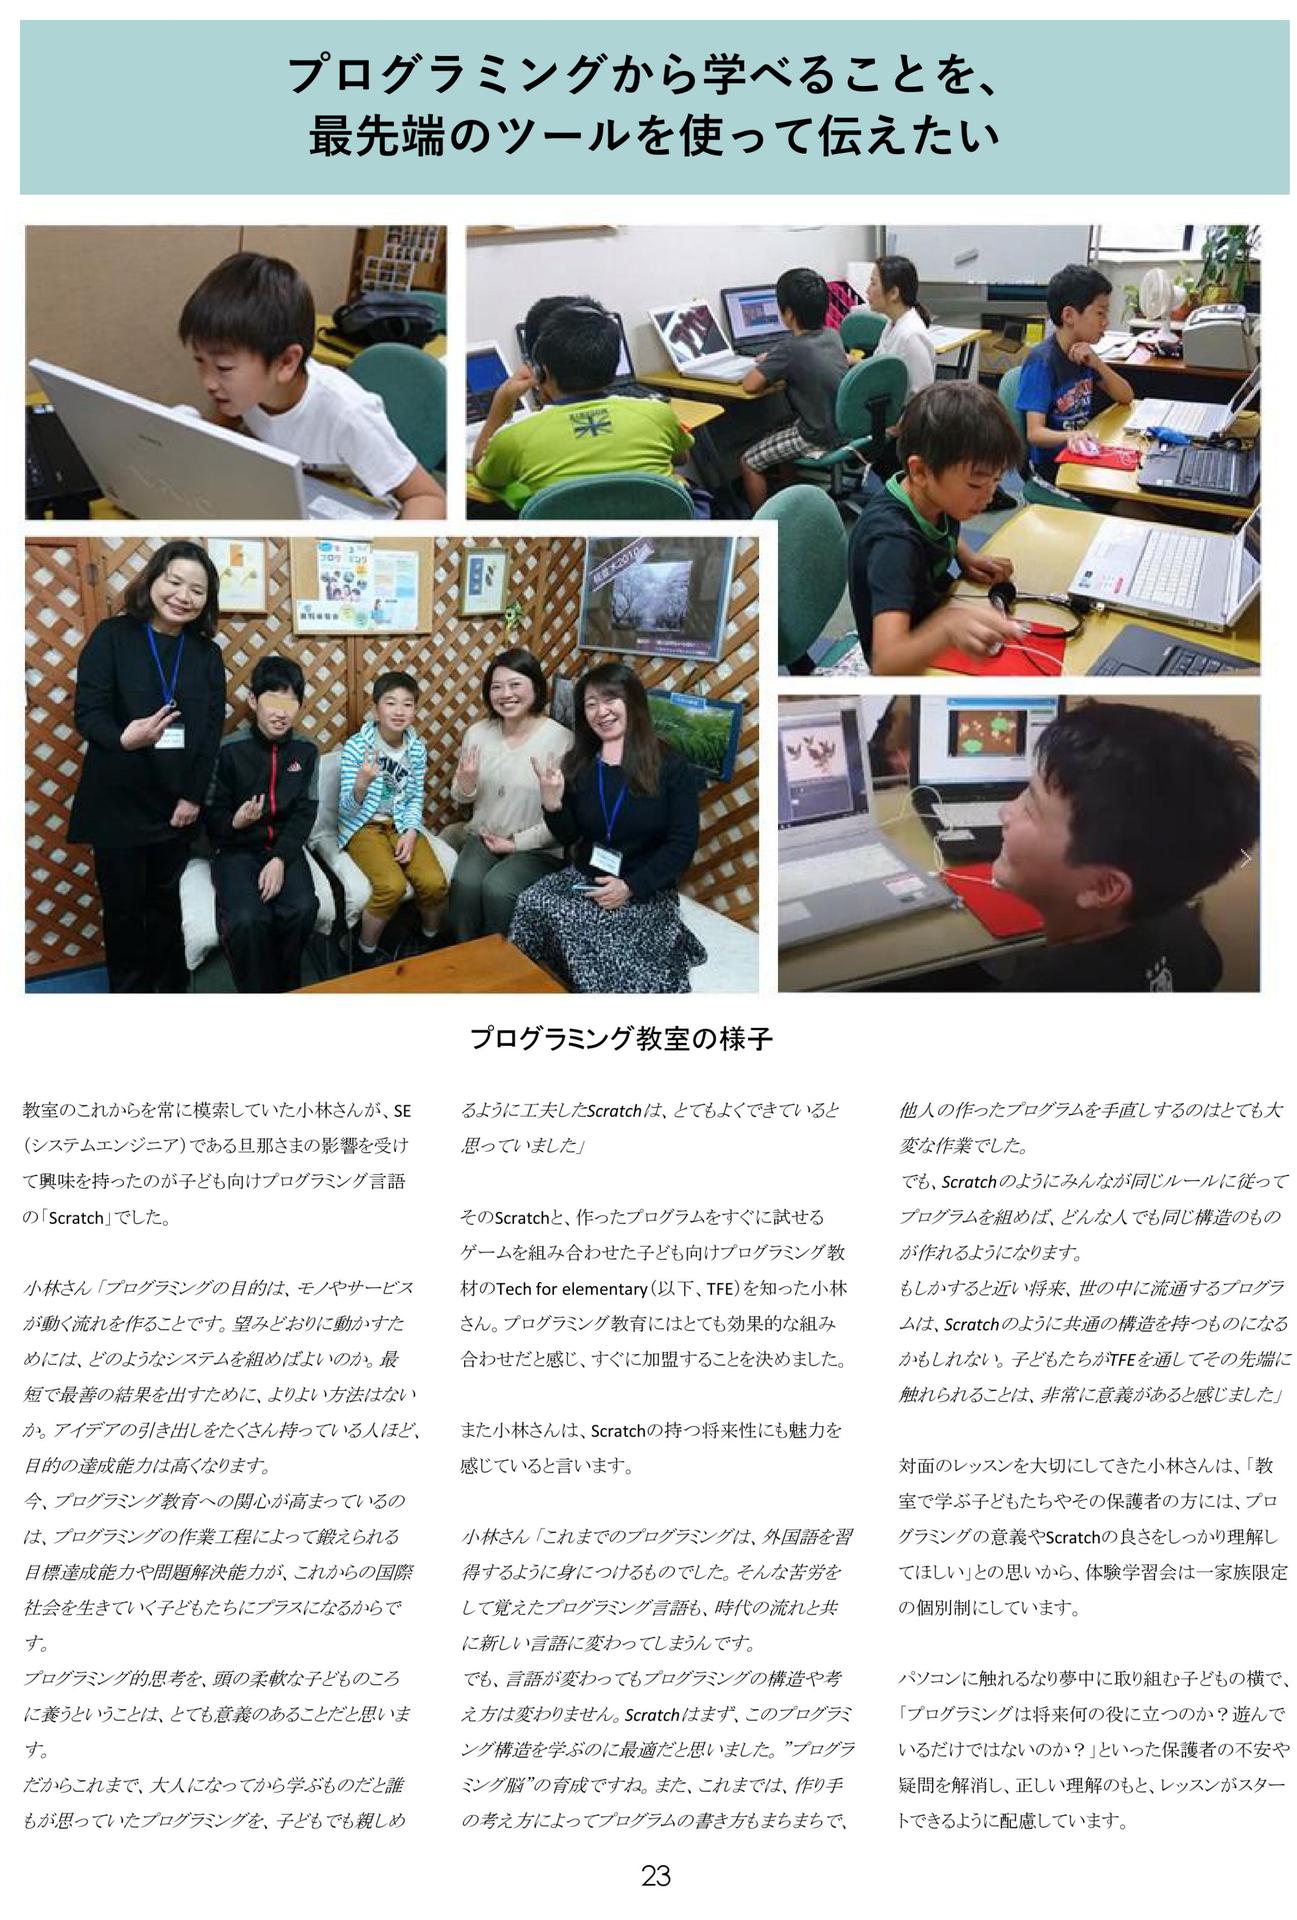 プログラミングから学べることを、
最先端のツールを使って伝えたい
プログラミング教室の様子
教室のこれからを常に模索していた小林さんが、SE
（システムエンジニア）である旦那さまの影響を受け
て興味を持ったのが子ども向けプログラミング言語
の「Scratch」でした。
小林さん「プログラミングの目的は、モノやサービス
が動く流れを作ることです。望みどおりに動かすた
めには、どのようなシステムを組めばよいのか。最
短で最善の結果を出すために、よりよい方法はない
か。アイデアの引き出しをたくさん持っている人ほど、
目的の達成能力は高くなります。
今、プログラミング教育への関心が高まっているの
は、プログラミングの作業工程によって鍛えられる
目標達成能力や問題解決能力が、これからの国際
社会を生きていく子どもたちにプラスになるからで
す。
プログラミング的思考を、頭の柔軟な子どものころ
に養うということは、とても意義のあることだと思いま
す。
だからこれまで、大人になってから学ぶものだと誰
もが思っていたプログラミングを、子どもでも親しめ
るように工夫したScratchは、とてもよくできていると
思っていました」
そのScratchと、作ったプログラムをすぐに試せる
ゲームを組み合わせた子ども向けプログラミング教
材のTech for elementary（以下、TFE）を知った小林
さん。プログラミング教育にはとても効果的な組み
合わせだと感じ、すぐに加盟することを決めました。
また小林さんは、Scratchの持つ将来性にも魅力を
感じていると言います。
小林さん「これまでのプログラミングは、外国語を習
得するように身につけるものでした。そんな苦労を
して覚えたプログラミング言語も、時代の流れと共
に新しい言語に変わってしまうんです。
でも、言語が変わってもプログラミングの構造や考
え方は変わりません。Scratchはまず、このプログラミ
ング構造を学ぶのに最適だと思いました。”プログラ
ミング脳”の育成ですね。また、これまでは、作り手
の考え方によってプログラムの書き方もまちまちで、
他人の作ったプログラムを手直しするのはとても大
変な作業でした。
でも、Scratchのようにみんなが同じルールに従って
プログラムを組めば、どんな人でも同じ構造のもの
が作れるようになります。
もしかすると近い将来、世の中に流通するプログラ
ムは、Scratchのように共通の構造を持つものになる
かもしれない。子どもたちがTFEを通してその先端に
触れられることは、非常に意義があると感じました」
対面のレッスンを大切にしてきた小林さんは、「教
室で学ぶ子どもたちやその保護者の方には、プロ
グラミングの意義やScratchの良さをしっかり理解し
てほしい」との思いから、体験学習会は一家族限定
の個別制にしています。
パソコンに触れるなり夢中に取り組む子どもの横で、
「プログラミングは将来何の役に立つのか？遊んで
いるだけではないのか？」といった保護者の不安や
疑問を解消し、正しい理解のもと、レッスンがスター
トできるように配慮しています。
23